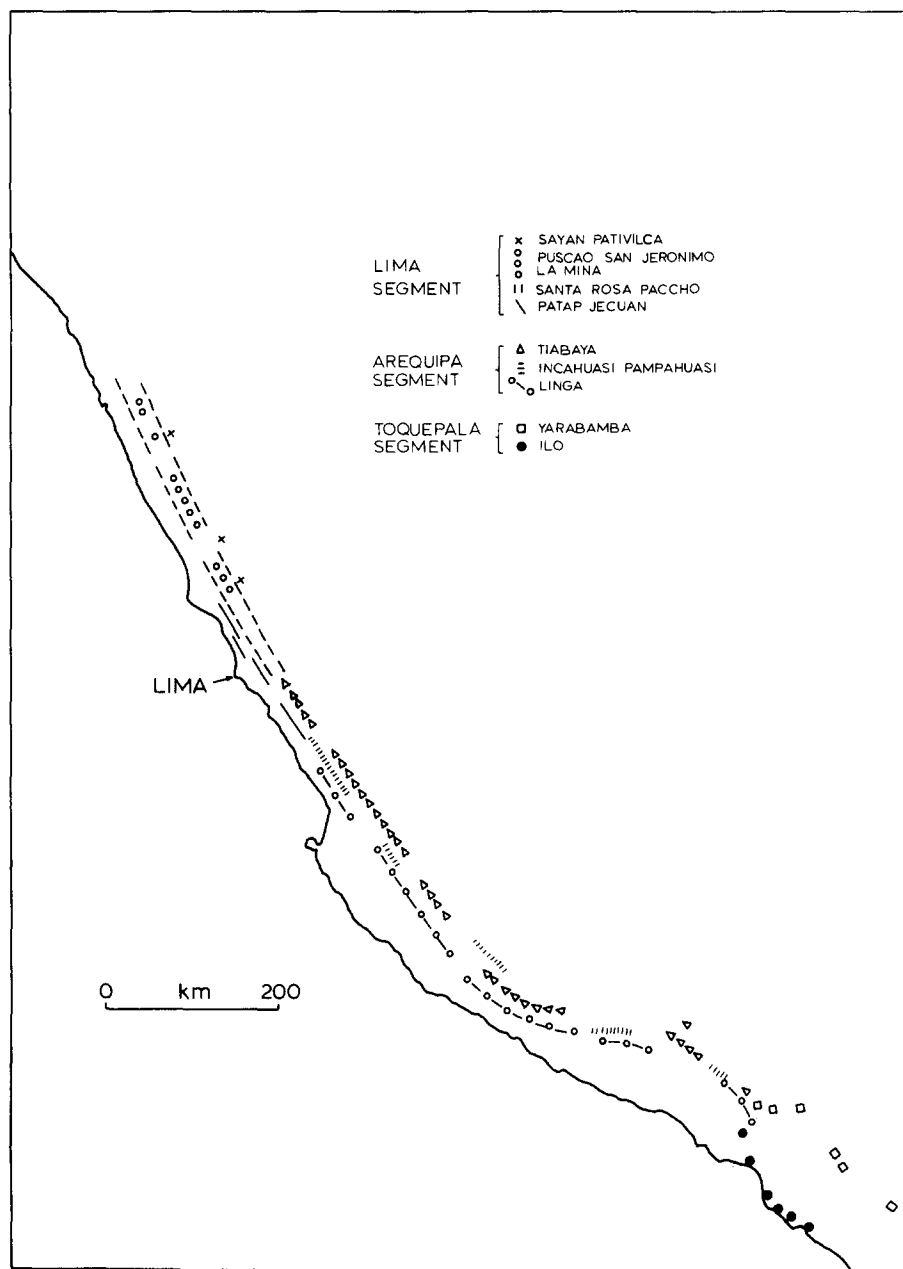 LIMA
SEGMENT
SAYAN PATIVILCA
PUSCAO SAN JERONIMO
LA MINA
SANTA ROSA PACCHO
PATAP JECUAN
AREQUIPA
SEGMENT
TIABAYA
INCAHUASI PAMPAHUASI
LINGA
TOQUEPALA
SEGMENT
YARABAMBA
ILO
LIMA
0 km 200